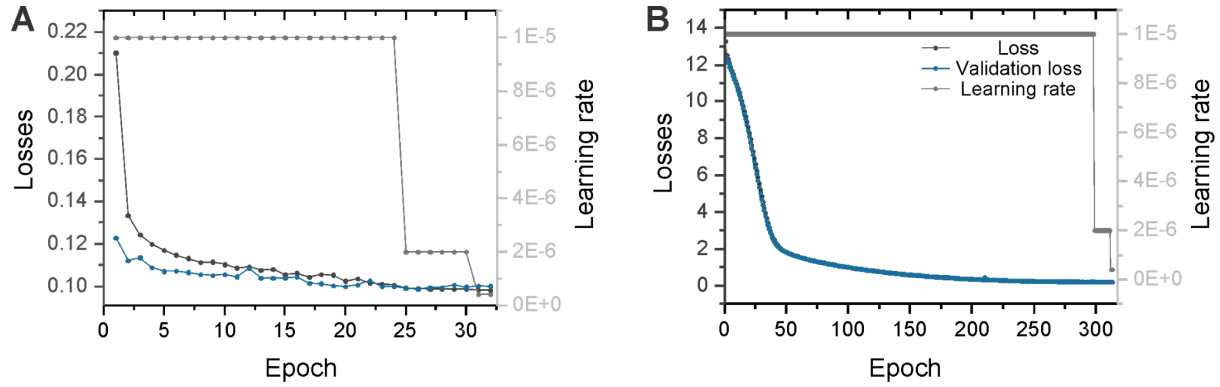 A
0.22
0.20
0.18
0.16
0.14
0.12
0.10
Losses
0
5
10
15
20
25
30
Epoch
1E-5
8E-6
6E-6
4E-6
2E-6
0E+0
Learning rate
B
14
12
10
8
6
4
2
0
Losses
0
50
100
150
200
250
300
Epoch
Loss
Validation loss
Learning rate
1E-5
8E-6
6E-6
4E-6
2E-6
0E+0
Learning rate